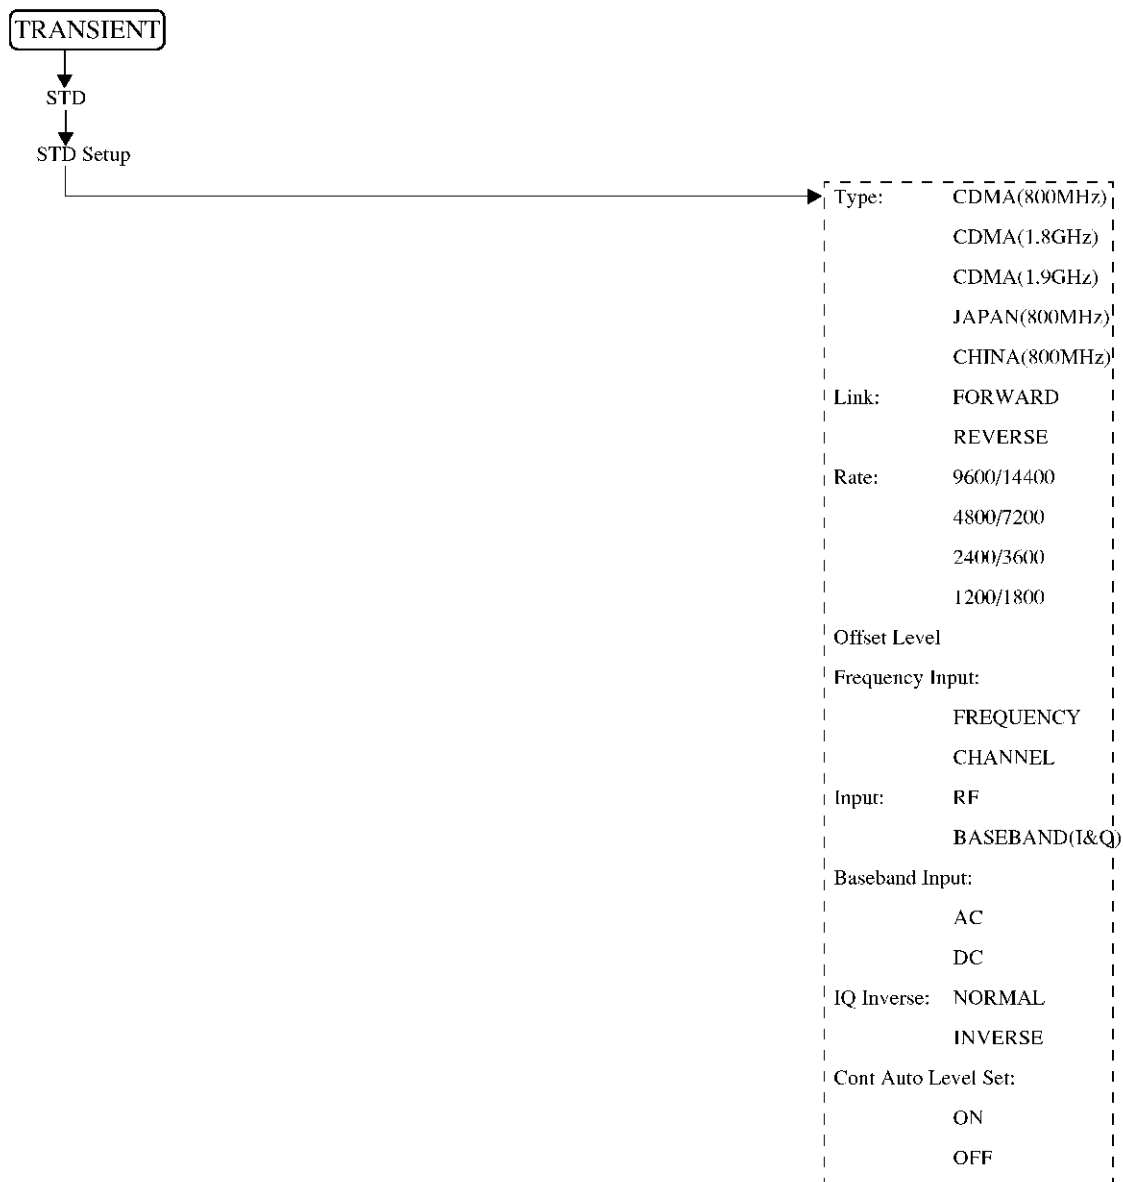 TRANSIENT
STD
STD Setup
Type: CDMA(800MHz)
CDMA(1.8GHz)
CDMA(1.9GHz)
JAPAN(800MHz)
CHINA(800MHz)
Link: FORWARD
REVERSE
Rate: 9600/14400
4800/7200
2400/3600
1200/1800
Offset Level
Frequency Input:
FREQUENCY
CHANNEL
Input: RF
BASEBAND(I&Q)
Baseband Input:
AC
DC
IQ Inverse: NORMAL
INVERSE
Cont Auto Level Set:
ON
OFF